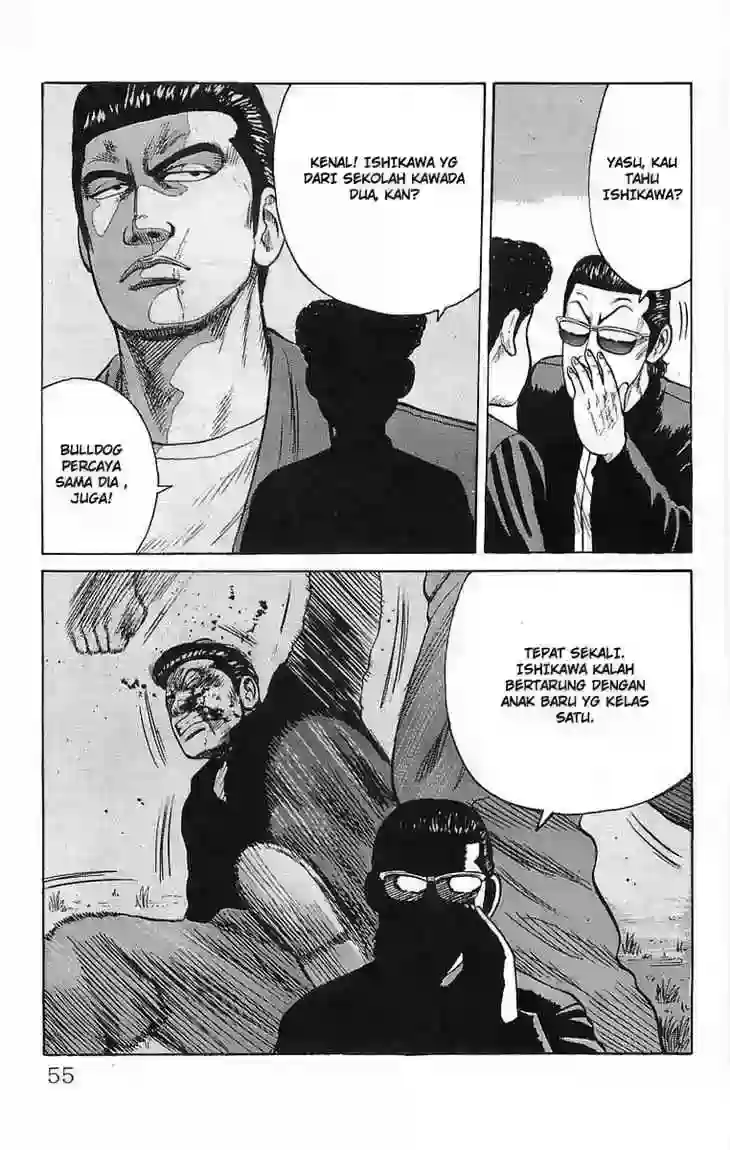 YASU, KAU
TAHU
ISHIKAWA?
KENAL! ISHIKAWA YG
DARI SEKOLAH KAWADA
DUA, KAN?
BULLDOG
PERCAYA
SAMA DIA ,
JUGA!
TEPAT SEKALI.
ISHIKAWA KALAH
BERTARUNG DENGAN
ANAK BARU YG KELAS
SATU.
55